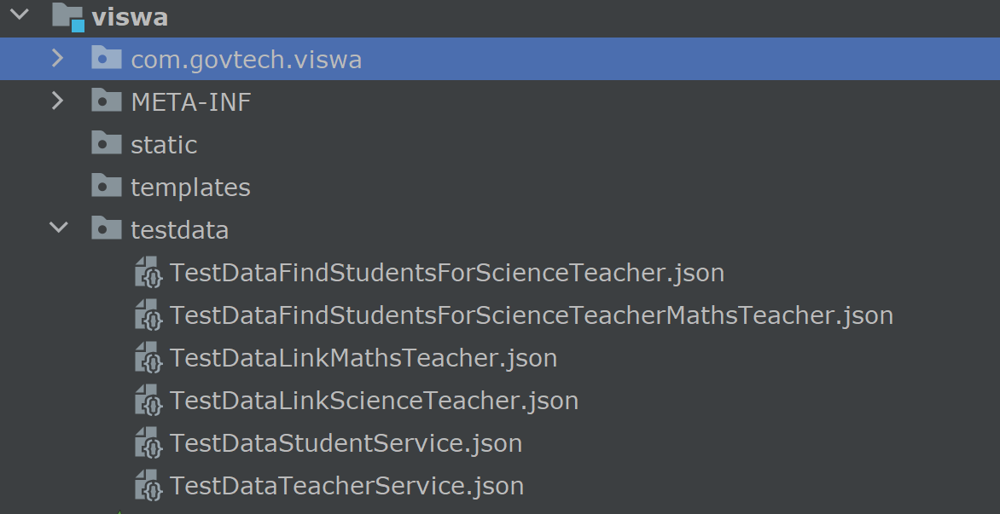 viswa
com.govtech.viswa
META-INF
static
templates
testdata
TestDataFindStudentsForScienceTeacher.json
TestDataFindStudentsForScienceTeacherMathsTeacher.json
TestDataLinkMathsTeacher.json
TestDataLinkScienceTeacher.json
TestDataStudentService.json
TestDataTeacherService.json